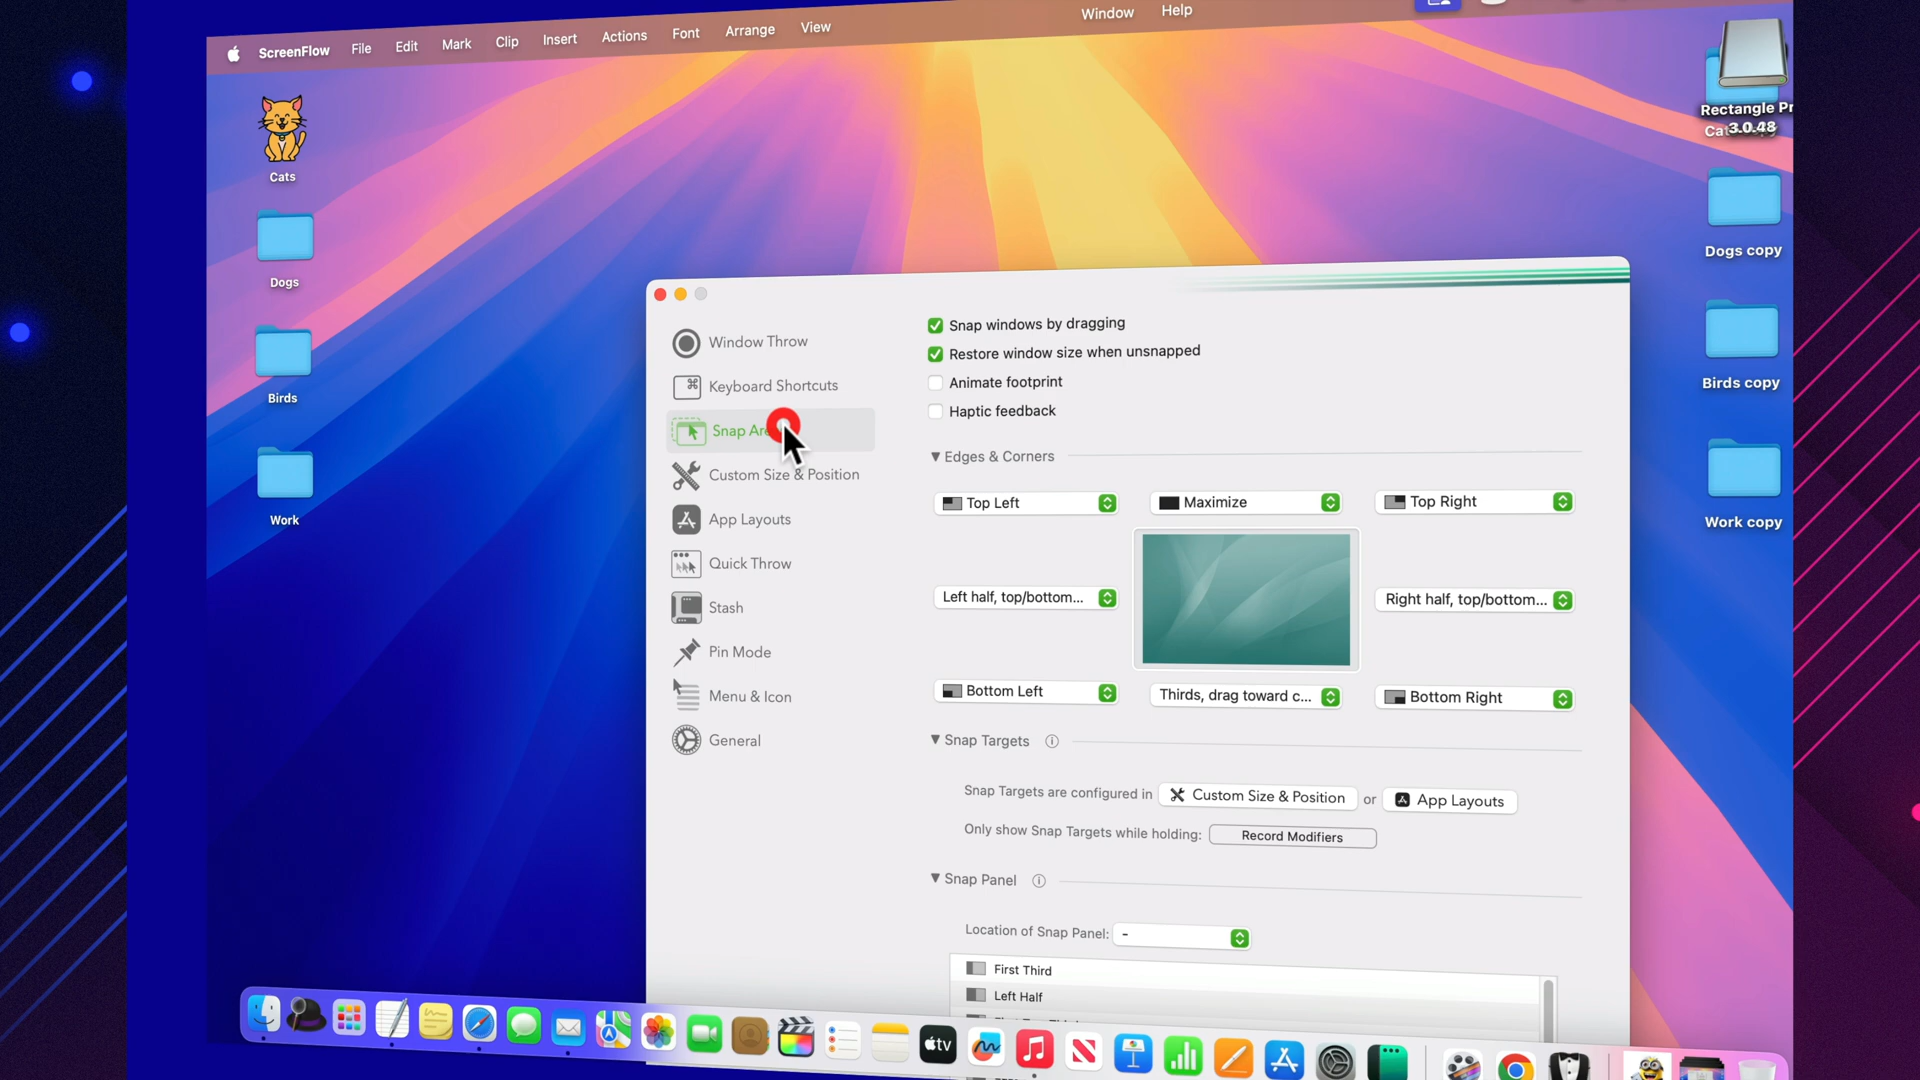 ScreenFlow File Edit Mark Clip Insert Actions Font Arrange View Window Help
Cats
Dogs
Birds
Work
Rectangle Pr
3.0.48
Dogs copy
Birds copy
Work copy
Window Throw
Keyboard Shortcuts
Snap Are
Custom Size & Position
App Layouts
Quick Throw
Stash
Pin Mode
Menu & Icon
General
Snap windows by dragging
Restore window size when unsnapped
Animate footprint
Haptic feedback
Edges & Corners
Top Left
Maximize
Top Right
Left half, top/bottom...
Right half, top/bottom...
Bottom Left
Thirds, drag toward c...
Bottom Right
Snap Targets
Snap Targets are configured in Custom Size & Position or App Layouts
Only show Snap Targets while holding: Record Modifiers
Snap Panel
Location of Snap Panel: -
First Third
Left Half
tv